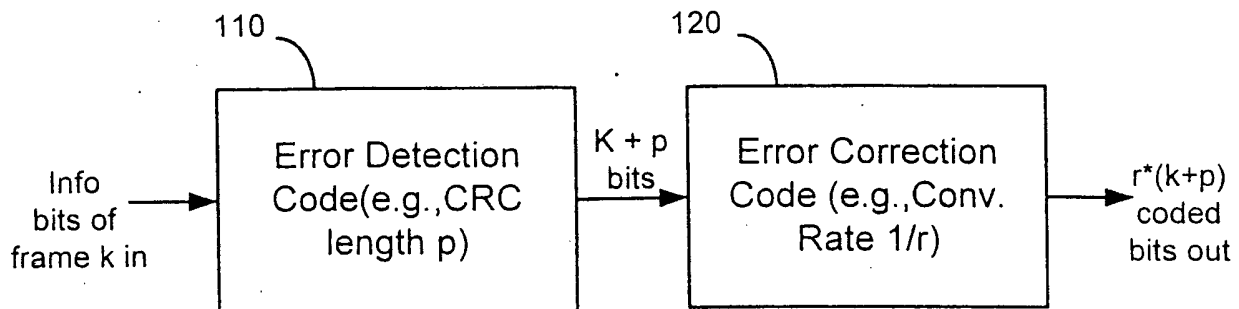 110
120
Info
bits of
frame k in
Error Detection
Code(e.g.,CRC
length p)
K + p
bits
Error Correction
Code (e.g.,Conv.
Rate 1/r)
r*(k+p)
coded
bits out